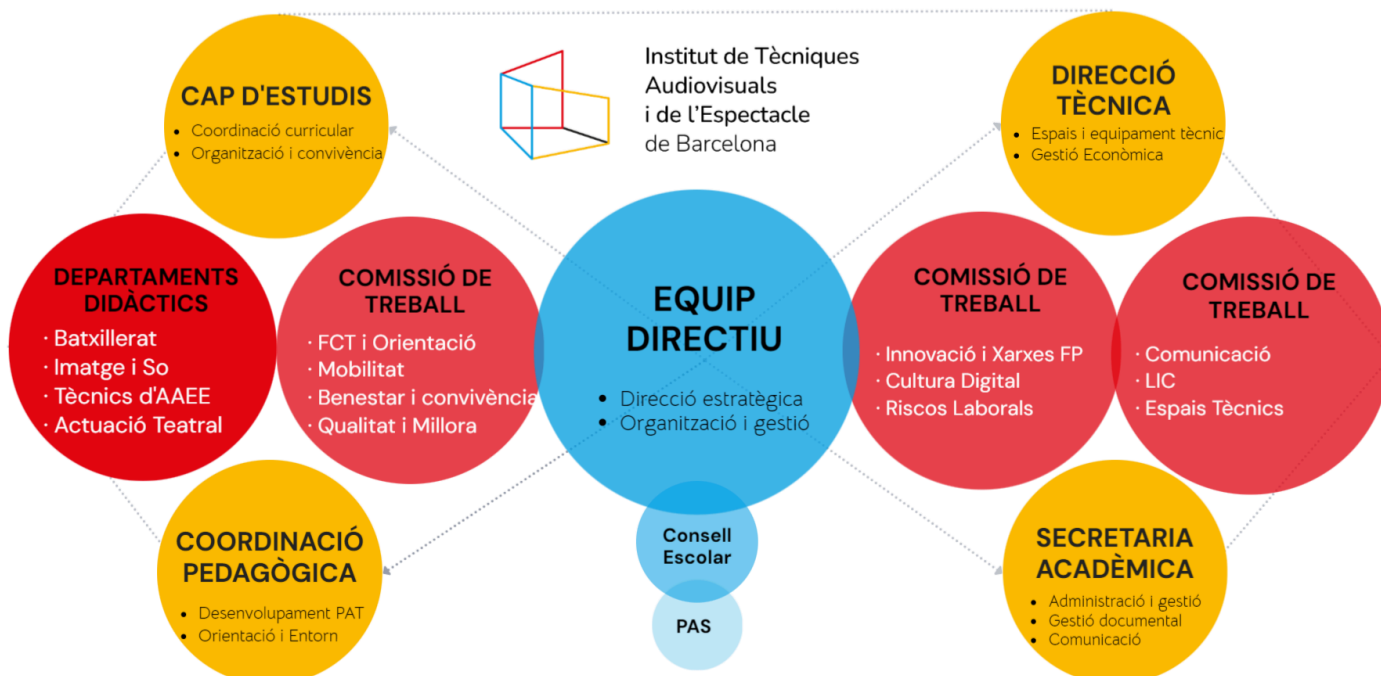 Institut de Tècniques
Audiovisuals
i de l'Espectacle
de Barcelona
CAP D'ESTUDIS
• Coordinació curricular
• Organització i convivència
DIRECCIÓ
TÈCNICA
• Espais i equipament tècnic
• Gestió Econòmica
DEPARTAMENTS
DIDÀCTICS
· Batxillerat
· Imatge i So
· Tècnics d'AAEE
· Actuació Teatral
COMISSIÓ DE
TREBALL
· FCT i Orientació
· Mobilitat
· Benestar i convivència
· Qualitat i Millora
EQUIP
DIRECTIU
• Direcció estratègica
• Organització i gestió
COMISSIÓ DE
TREBALL
· Innovació i Xarxes FP
· Cultura Digital
· Riscos Laborals
COMISSIÓ DE
TREBALL
· Comunicació
· LIC
· Espais Tècnics
COORDINACIÓ
PEDAGÒGICA
• Desenvolupament PAT
• Orientació i Entorn
Consell
Escolar
PAS
SECRETARIA
ACADÈMICA
• Administració i gestió
• Gestió documental
• Comunicació